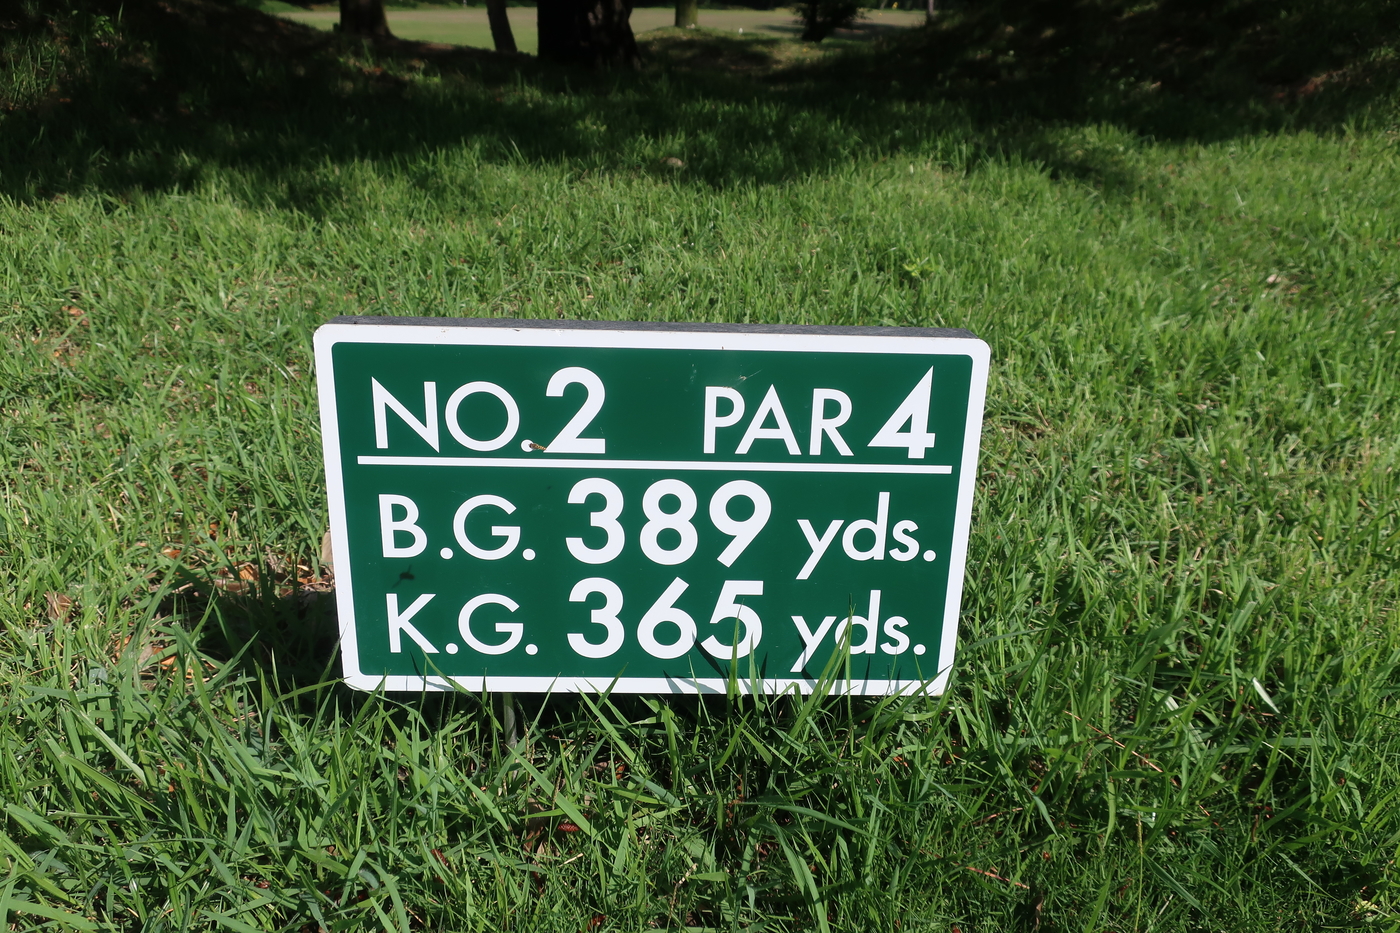 NO.2 PAR 4
B.G. 389 yds.
K.G. 365 yds.